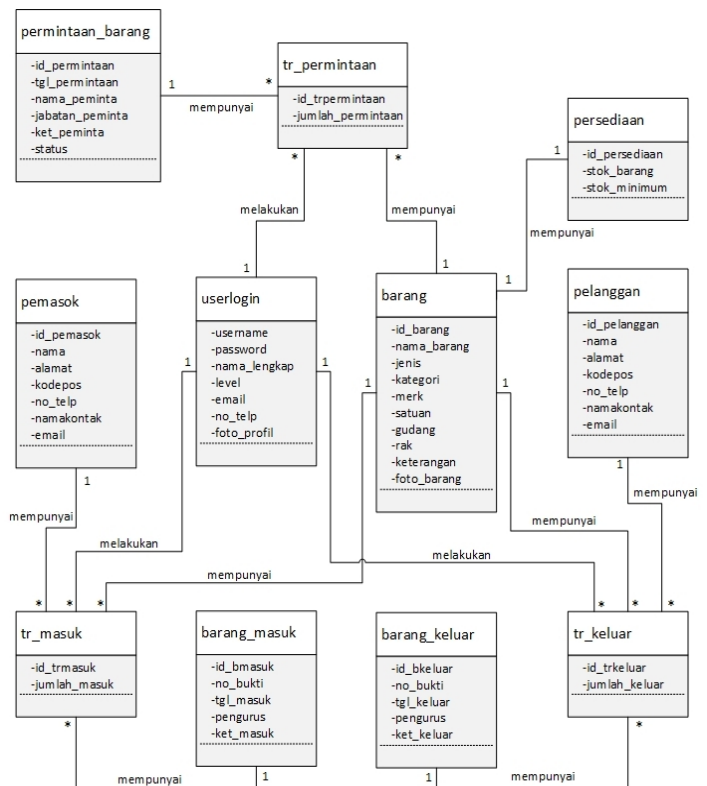 permintaan_barang
-id_permintaan
-tgl_permintaan
-nama_peminta
-jabatan_peminta
-ket_peminta
-status
1
*
mempunyai
tr_permintaan
-id_trpermintaan
-jumlah_permintaan
*
*
persediaan
-id_persediaan
-stok_barang
-stok_minimum
1
melakukan
mempunyai
mempunyai
1
1
1
pemasok
-id_pemasok
-nama
-alamat
-kodepos
-no_telp
-namakontak
-email
userlogin
-username
-password
-nama_lengkap
-level
-email
-no_telp
-foto_profil
1
1
barang
-id_barang
-nama_barang
-jenis
-kategori
-merk
-satuan
-gudang
-rak
-keterangan
-foto_barang
1
1
pelanggan
-id_pelanggan
-nama
-alamat
-kodepos
-no_telp
-namakontak
-email
1
1
mempunyai
mempunyai
melakukan
mempunyai
melakukan
mempunyai
*
*
*
*
*
*
tr_masuk
-id_trmasuk
-jumlah_masuk
*
barang_masuk
-id_bmasuk
-no_bukti
-tgl_masuk
-pengurus
-ket_masuk
1
barang_keluar
-id_bkeluar
-no_bukti
-tgl_keluar
-pengurus
-ket_keluar
1
tr_keluar
-id_trkeluar
-jumlah_keluar
*
mempunyai
mempunyai